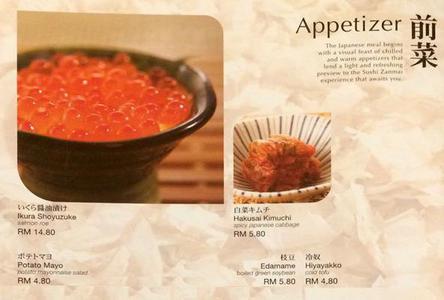 Appetizer 前菜
The Japanese meal begins
with a visual feast of chilled
and warm appetizers that
lend a light and refreshing
preview to the Sushi Zanmai
experience that awaits you.
いくら醤油漬け
Ikura Shoyuzuke
salmon roe
RM 14.80
白菜キムチ
Hakusai Kimuchi
spicy japanese cabbage
RM 5.80
ポテトマヨ
Potato Mayo
potato mayonnaise salad
RM 4.80
枝豆
Edamame
boiled green soybean
RM 5.80
冷奴
Hiyayakko
cold tofu
RM 4.80